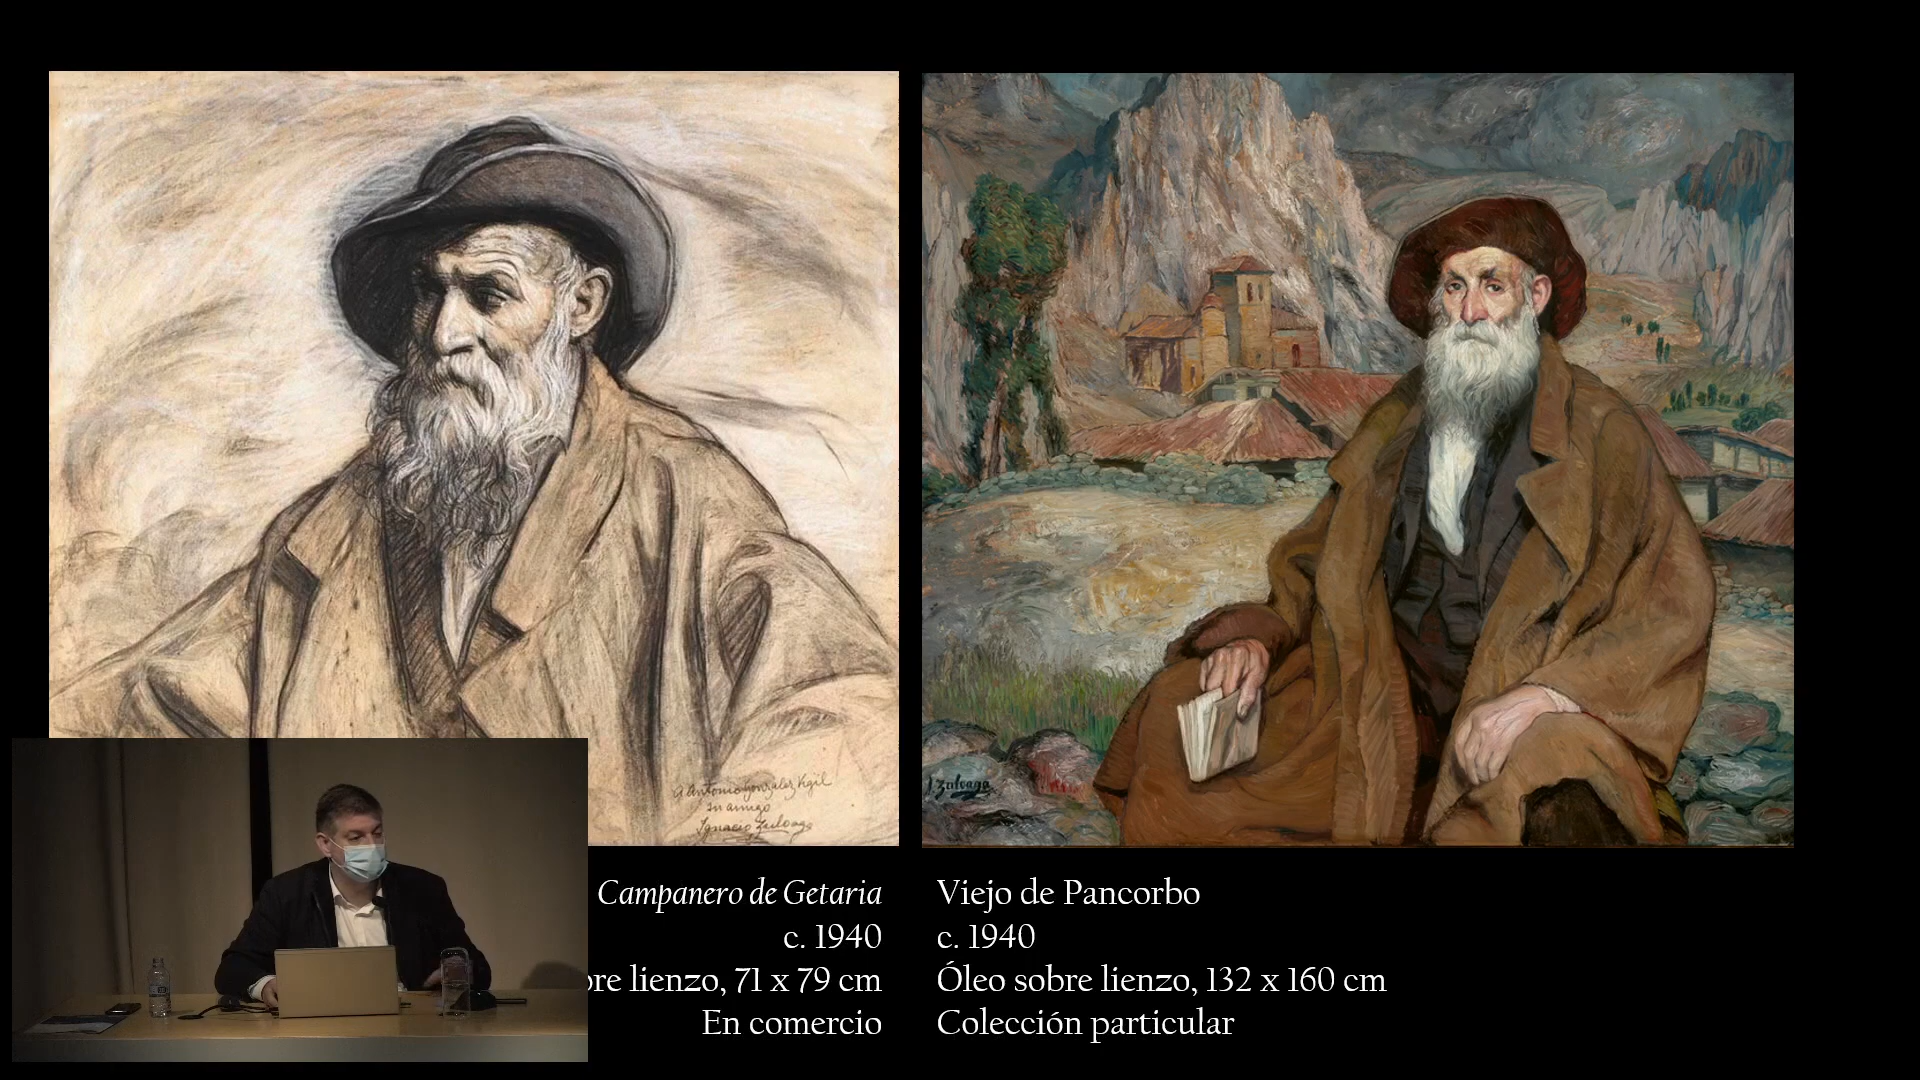 A Antonio González Vigil
su amigo
Ignacio Zuloaga
I. Zuloaga
Campanero de Getaria
c. 1940
lienzo, 71 x 79 cm
En comercio
Viejo de Pancorbo
c. 1940
Óleo sobre lienzo, 132 x 160 cm
Colección particular